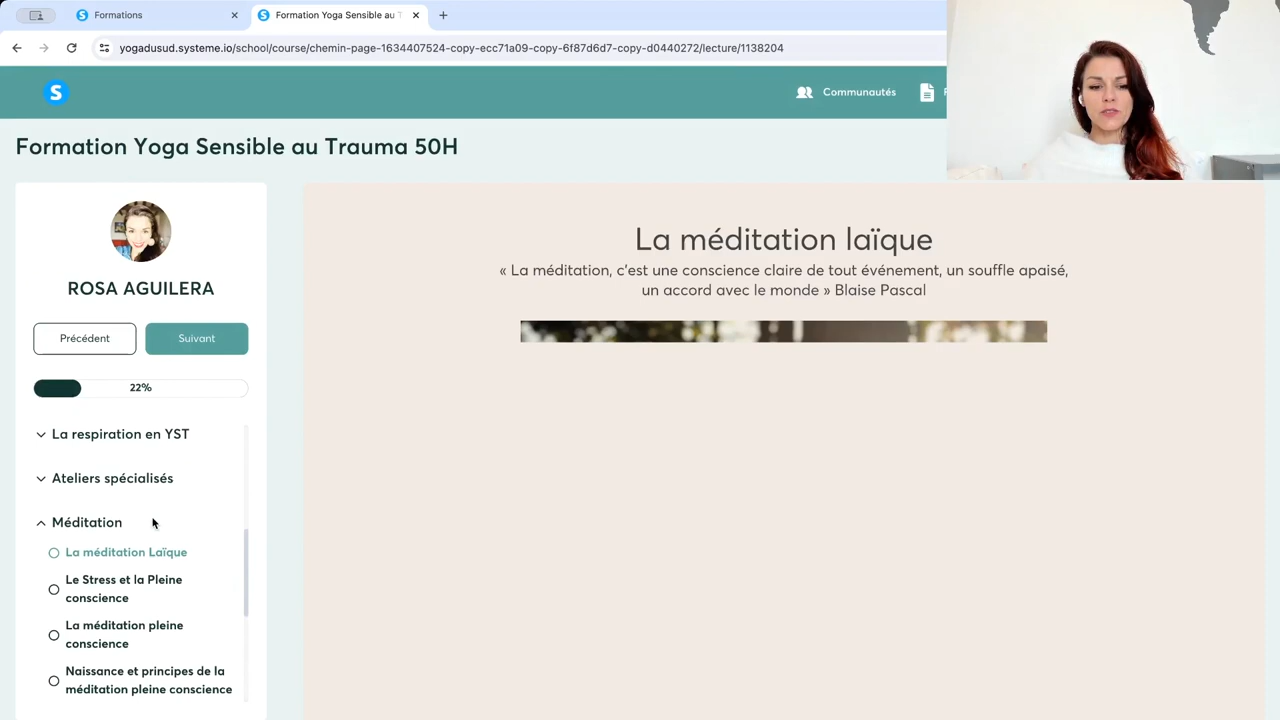 Formations
Formation Yoga Sensible au T
yogadusud.systeme.io/school/course/chemin-page-1634407524-copy-ecc71a09-copy-6f87d6d7-copy-d0440272/lecture/1138204
S
Communautés
Formation Yoga Sensible au Trauma 50H
ROSA AGUILERA
Précédent
Suivant
22%
La respiration en YST
Ateliers spécialisés
Méditation
La méditation Laïque
Le Stress et la Pleine
conscience
La méditation pleine
conscience
Naissance et principes de la
méditation pleine conscience
La méditation laïque
« La méditation, c'est une conscience claire de tout événement, un souffle apaisé,
un accord avec le monde » Blaise Pascal